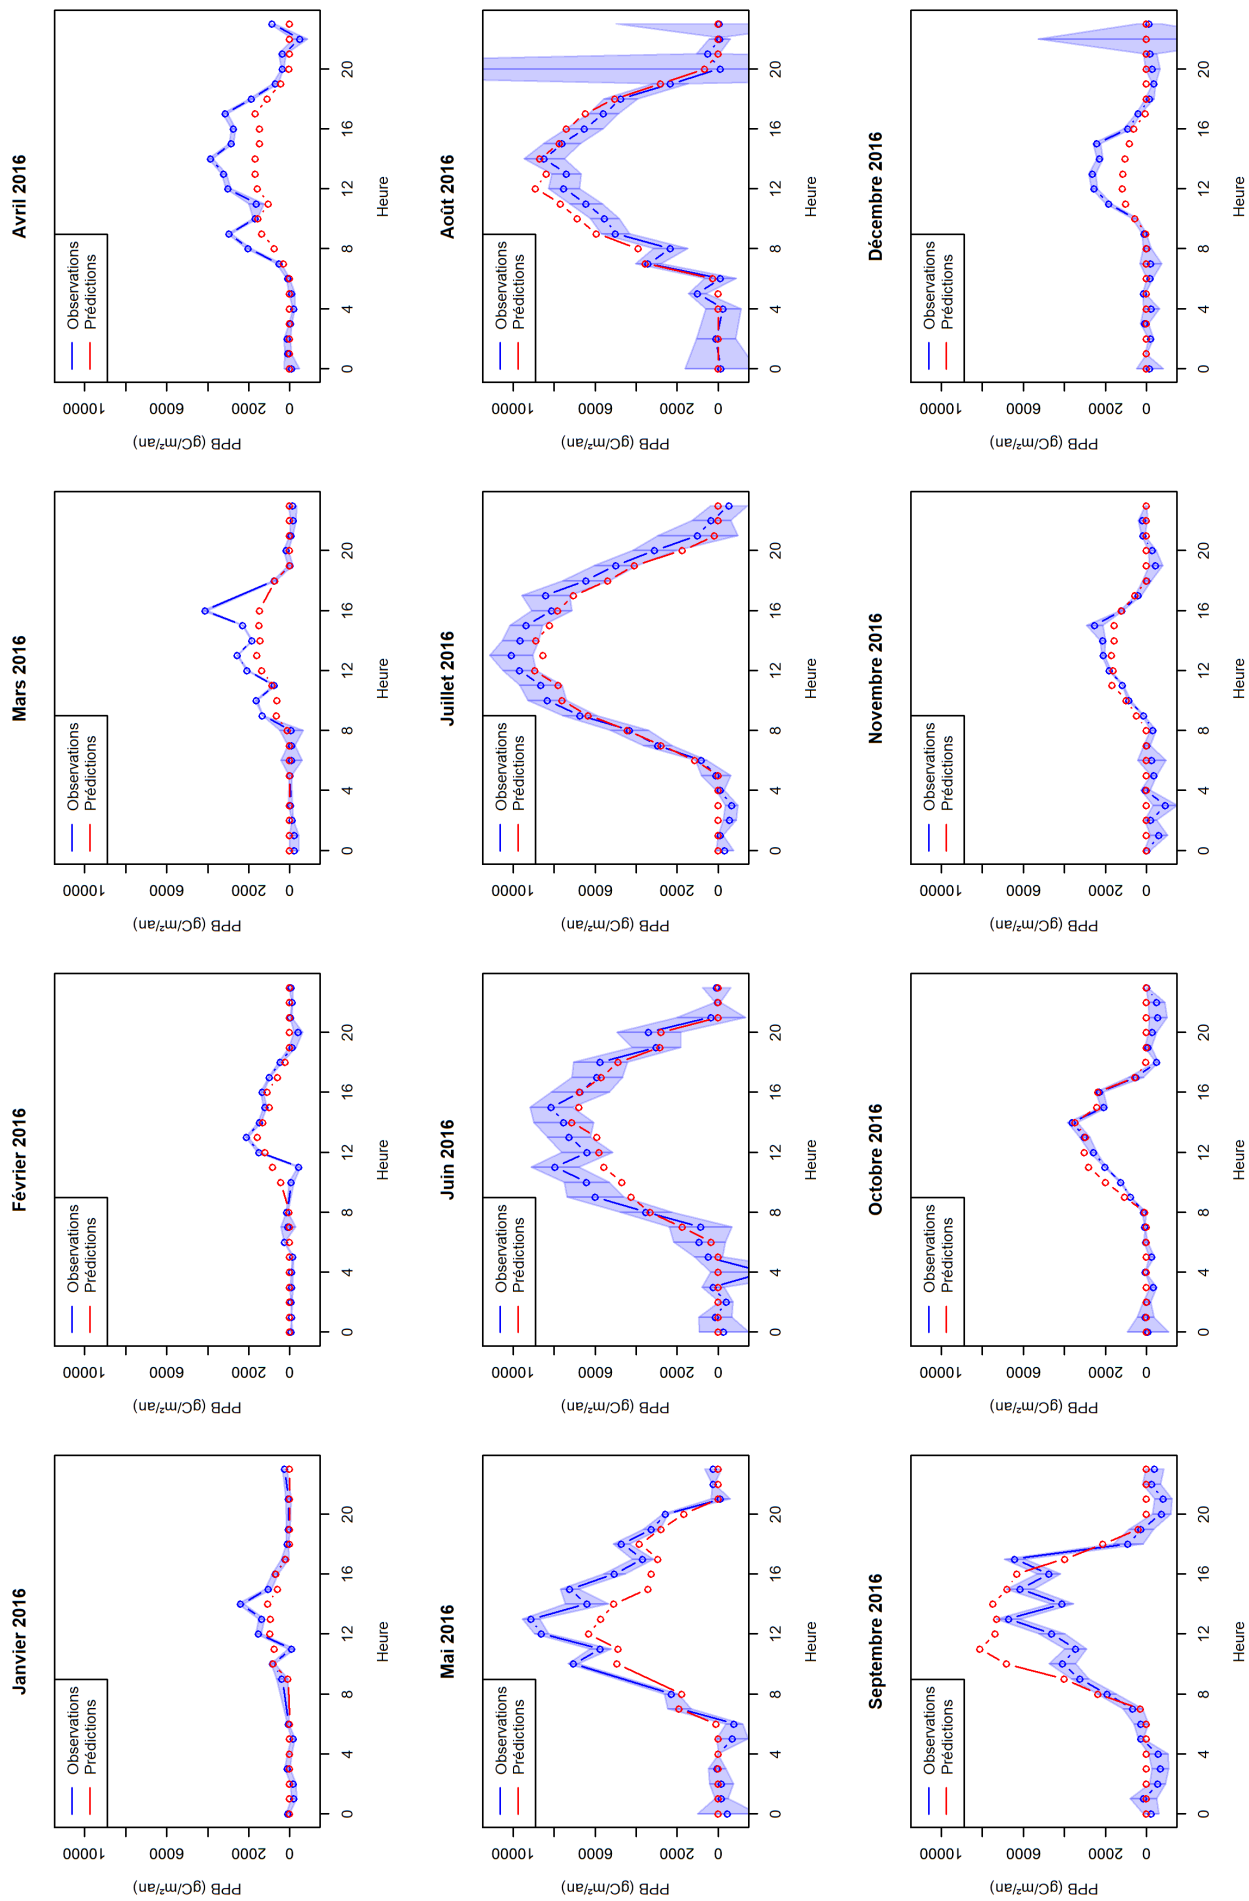 Janvier 2016
Observations
Prédictions
PPB (gC/m²/an)
10000
6000
2000
0
0 4 8 12 16 20
Heure
Février 2016
Observations
Prédictions
PPB (gC/m²/an)
10000
6000
2000
0
0 4 8 12 16 20
Heure
Mars 2016
Observations
Prédictions
PPB (gC/m²/an)
10000
6000
2000
0
0 4 8 12 16 20
Heure
Avril 2016
Observations
Prédictions
PPB (gC/m²/an)
10000
6000
2000
0
0 4 8 12 16 20
Heure
Mai 2016
Observations
Prédictions
PPB (gC/m²/an)
10000
6000
2000
0
0 4 8 12 16 20
Heure
Juin 2016
Observations
Prédictions
PPB (gC/m²/an)
10000
6000
2000
0
0 4 8 12 16 20
Heure
Juillet 2016
Observations
Prédictions
PPB (gC/m²/an)
10000
6000
2000
0
0 4 8 12 16 20
Heure
Août 2016
Observations
Prédictions
PPB (gC/m²/an)
10000
6000
2000
0
0 4 8 12 16 20
Heure
Septembre 2016
Observations
Prédictions
PPB (gC/m²/an)
10000
6000
2000
0
0 4 8 12 16 20
Heure
Octobre 2016
Observations
Prédictions
PPB (gC/m²/an)
10000
6000
2000
0
0 4 8 12 16 20
Heure
Novembre 2016
Observations
Prédictions
PPB (gC/m²/an)
10000
6000
2000
0
0 4 8 12 16 20
Heure
Décembre 2016
Observations
Prédictions
PPB (gC/m²/an)
10000
6000
2000
0
0 4 8 12 16 20
Heure